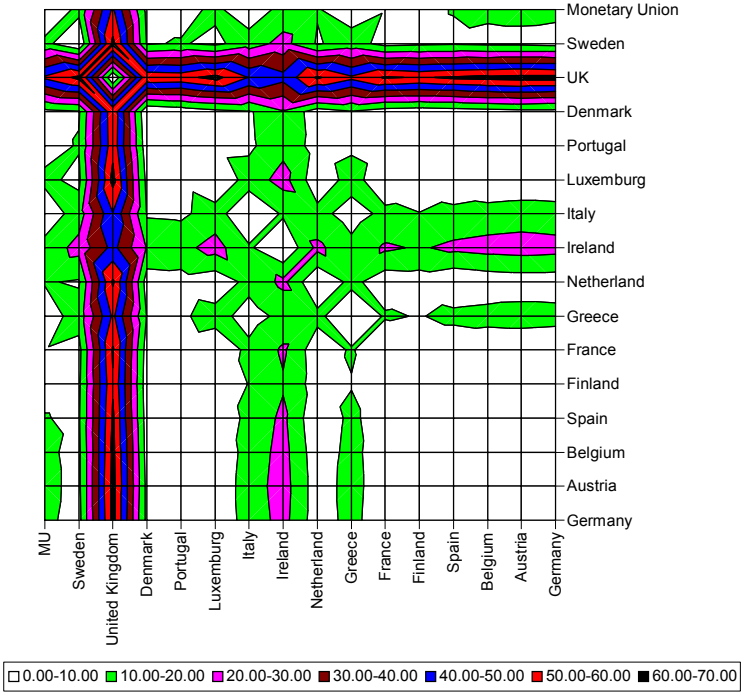 Monetary Union
Sweden
UK
Denmark
Portugal
Luxemburg
Italy
Ireland
Netherland
Greece
France
Finland
Spain
Belgium
Austria
Germany
MU
Sweden
United Kingdom
Denmark
Portugal
Luxemburg
Italy
Ireland
Netherland
Greece
France
Finland
Spain
Belgium
Austria
Germany
0.00-10.00 10.00-20.00 20.00-30.00 30.00-40.00 40.00-50.00 50.00-60.00 60.00-70.00